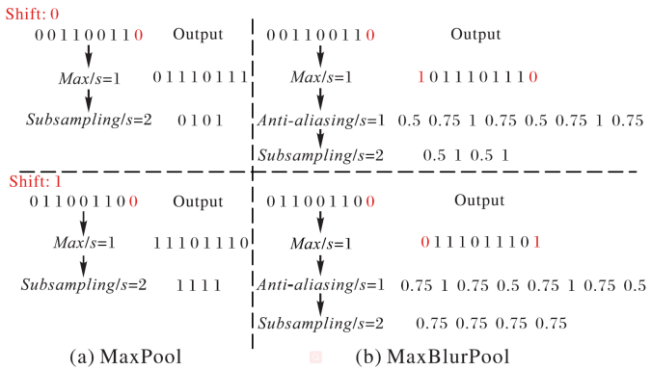 Shift: 0
0 0 1 1 0 0 1 1 0 Output
Max/s=1 0 1 1 1 0 1 1 1
Subsampling/s=2 0 1 0 1
0 0 1 1 0 0 1 1 0 Output
Max/s=1 1 0 1 1 1 0 1 1 1 0
Anti-aliasing/s=1 0.5 0.75 1 0.75 0.5 0.75 1 0.75
Subsampling/s=2 0.5 1 0.5 1
Shift: 1
0 1 1 0 0 1 1 0 0 Output
Max/s=1 1 1 1 0 1 1 1 0
Subsampling/s=2 1 1 1 1
0 1 1 0 0 1 1 0 0 Output
Max/s=1 0 1 1 1 0 1 1 1 0 1
Anti-aliasing/s=1 0.75 1 0.75 0.5 0.75 1 0.75 0.5
Subsampling/s=2 0.75 0.75 0.75 0.75
(a) MaxPool
(b) MaxBlurPool